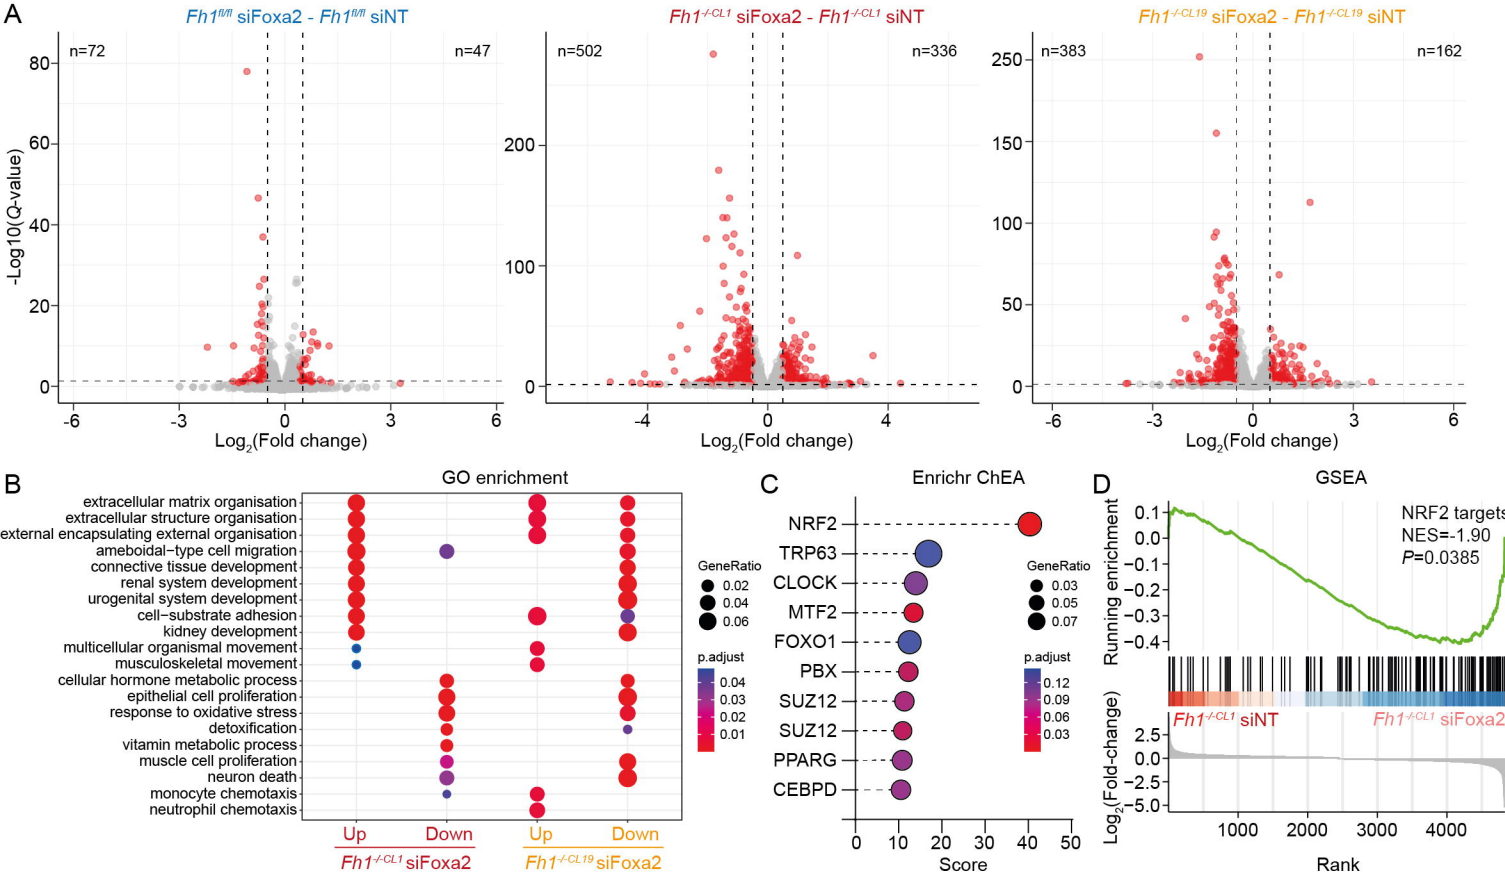 A
Fh1fl/fl siFoxa2 - Fh1fl/fl siNT
Fh1-/-CL1 siFoxa2 - Fh1-/-CL1 siNT
Fh1-/-CL19 siFoxa2 - Fh1-/-CL19 siNT
n=72
n=47
n=502
n=336
n=383
n=162
-Log10(Q-value)
80
60
40
20
0
200
100
0
250
150
100
50
0
-6
-3
0
3
6
-4
0
4
-6
-3
0
3
6
Log2(Fold change)
Log2(Fold change)
Log2(Fold change)
B
GO enrichment
extracellular matrix organisation
extracellular structure organisation
external encapsulating external organisation
ameboidal−type cell migration
connective tissue development
renal system development
urogenital system development
cell−substrate adhesion
kidney development
multicellular organismal movement
musculoskeletal movement
cellular hormone metabolic process
epithelial cell proliferation
response to oxidative stress
detoxification
vitamin metabolic process
muscle cell proliferation
neuron death
monocyte chemotaxis
neutrophil chemotaxis
Up
Down
Up
Down
Fh1-/-CL1 siFoxa2
Fh1-/-CL19 siFoxa2
GeneRatio
0.02
0.04
0.06
p.adjust
0.04
0.03
0.02
0.01
C
Enrichr ChEA
NRF2
TRP63
CLOCK
MTF2
FOXO1
PBX
SUZ12
SUZ12
PPARG
CEBPD
0
10
20
30
40
50
Score
GeneRatio
0.03
0.05
0.07
p.adjust
0.12
0.09
0.06
0.03
D
GSEA
Running enrichment
0.1
0.0
−0.1
−0.2
−0.3
−0.4
NRF2 targets
NES=-1.90
P=0.0385
Fh1-/-CL1 siNT
Fh1-/-CL1 siFoxa2
Log2(Fold-change)
2.5
0.0
−2.5
−5.0
1000
2000
3000
4000
Rank